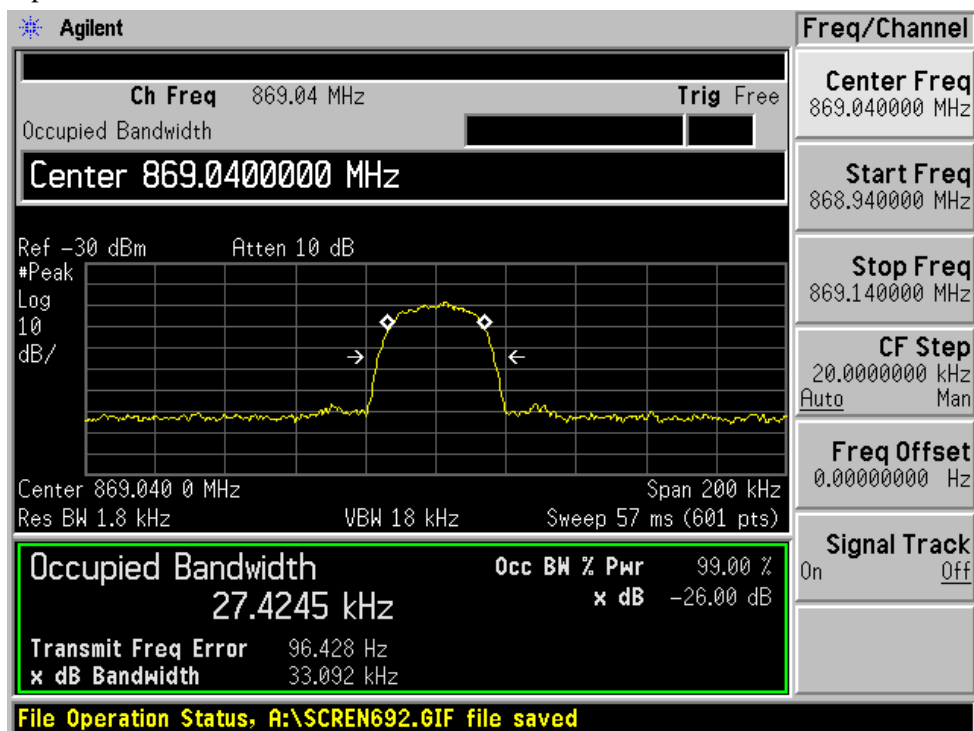 Agilent
Freq/Channel
Ch Freq 869.04 MHz Trig Free
Occupied Bandwidth
Center 869.0400000 MHz
Ref -30 dBm Atten 10 dB
#Peak
Log
10
dB/
Center 869.040 0 MHz Span 200 kHz
Res BW 1.8 kHz VBW 18 kHz Sweep 57 ms (601 pts)
Occupied Bandwidth Occ BW % Pwr 99.00 %
27.4245 kHz x dB -26.00 dB
Transmit Freq Error 96.428 Hz
x dB Bandwidth 33.092 kHz
File Operation Status, A:\SCREN692.GIF file saved
Center Freq
869.040000 MHz
Start Freq
868.940000 MHz
Stop Freq
869.140000 MHz
CF Step
20.0000000 kHz
Auto Man
Freq Offset
0.00000000 Hz
Signal Track
On Off